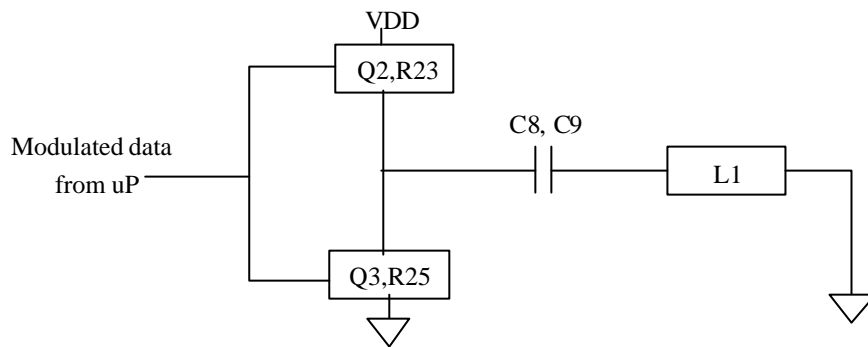 VDD
Q2,R23
C8, C9
Modulated data
from uP
L1
Q3,R25